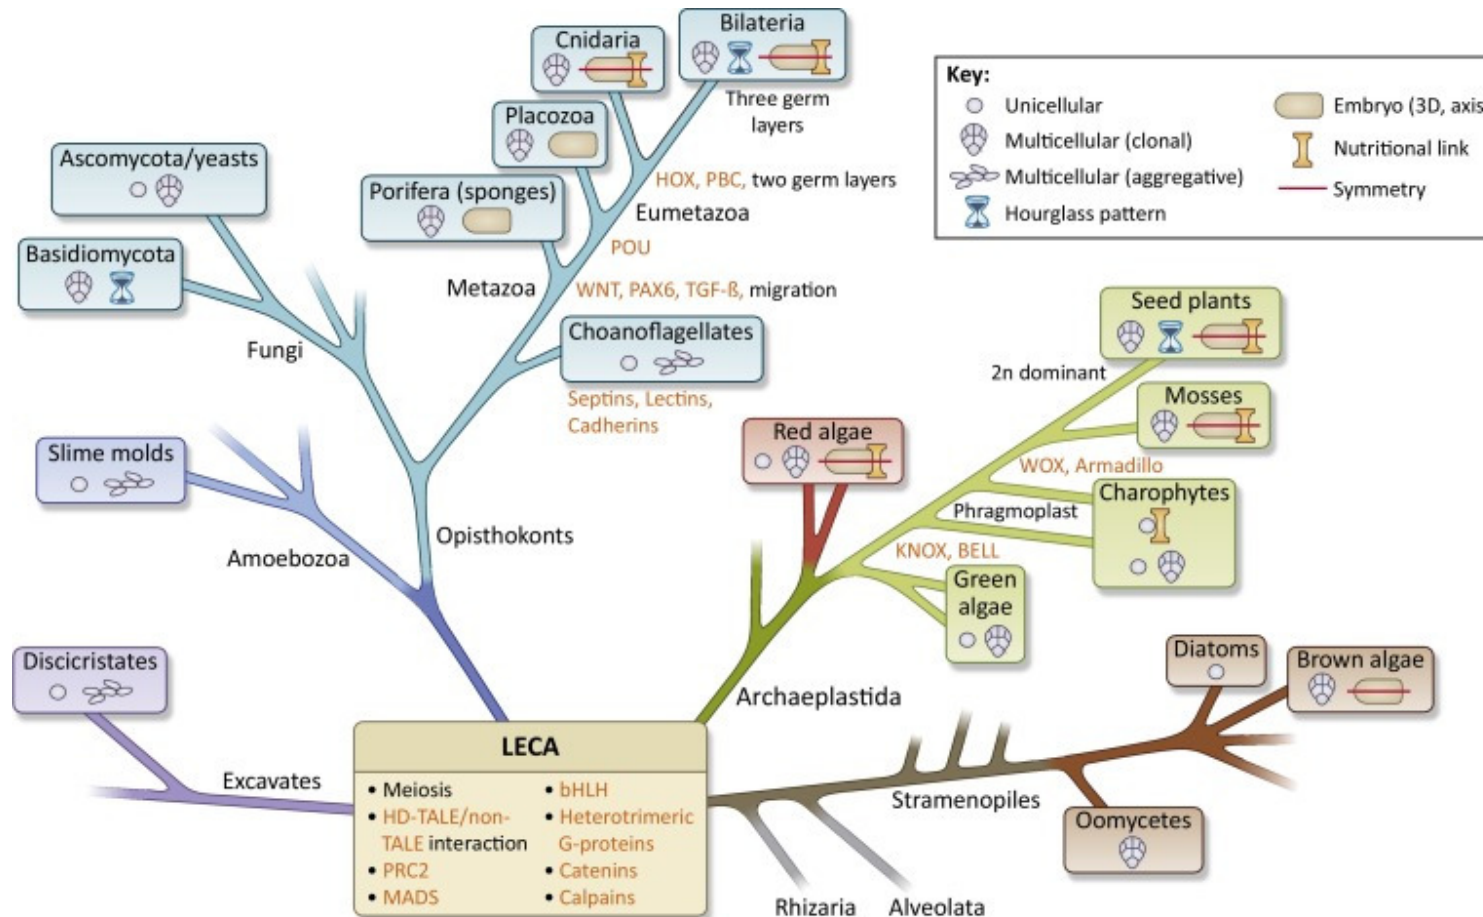 Cnidaria
Bilateria
Three germ
layers
Placozoa
Ascomycota/yeasts
Porifera (sponges)
HOX, PBC, two germ layers
Eumetazoa
POU
Basidiomycota
Metazoa
WNT, PAX6, TGF-ß, migration
Fungi
Choanoflagellates
Septins, Lectins,
Cadherins
Key:
Unicellular
Multicellular (clonal)
Multicellular (aggregative)
Hourglass pattern
Embryo (3D, axis
Nutritional link
Symmetry
Seed plants
2n dominant
Mosses
Red algae
WOX, Armadillo
Charophytes
Phragmoplast
KNOX, BELL
Green
algae
Slime molds
Amoebozoa
Opisthokonts
Discicristates
Excavates
Archaeplastida
Diatoms
Brown algae
Stramenopiles
Oomycetes
Rhizaria
Alveolata
LECA
• Meiosis
• HD-TALE/non-
TALE interaction
• PRC2
• MADS
• bHLH
• Heterotrimeric
G-proteins
• Catenins
• Calpains